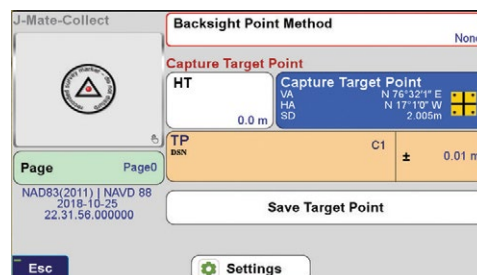 J-Mate-Collect
Backsight Point Method
None
Capture Target Point
HT
0.0 m
Capture Target Point
VA N 76°32'1" E
HA N 17°1'0" W
SD 2.005m
TP
DSN
C1
± 0.01 m
Page Page0
NAD83(2011) | NAVD 88
2018-10-25
22.31.56.000000
Save Target Point
Esc
Settings